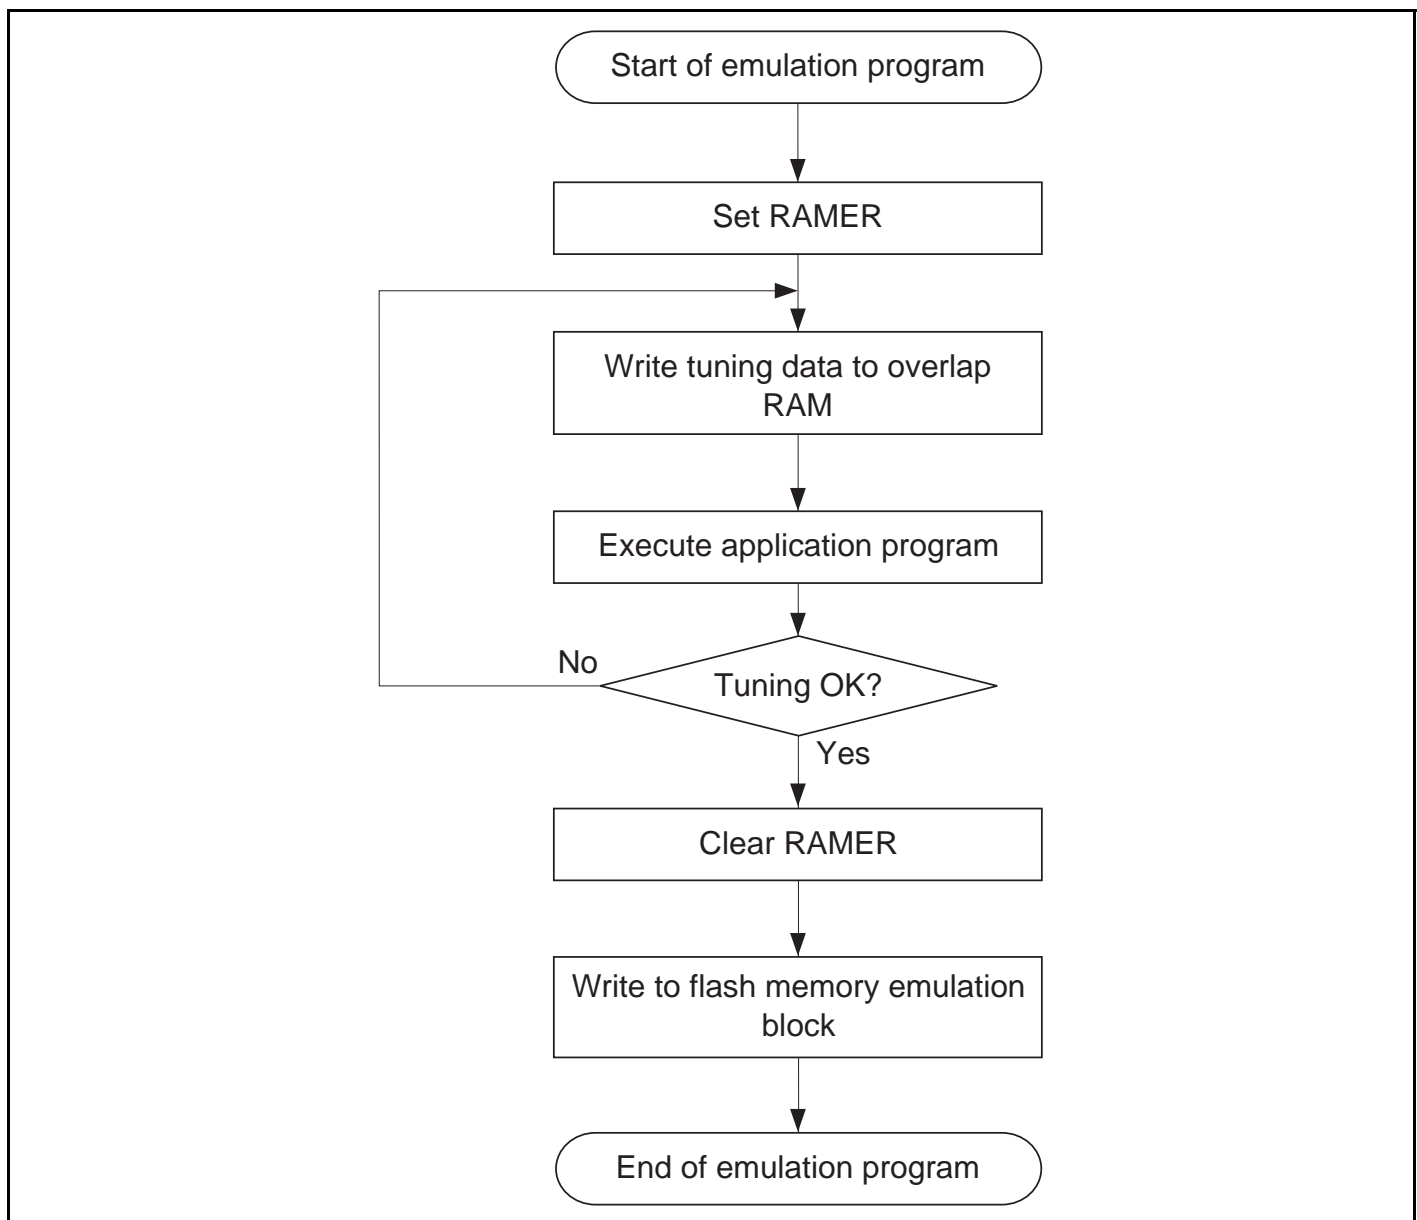 Start of emulation program
Set RAMER
Write tuning data to overlap
RAM
Execute application program
No
Tuning OK?
Yes
Clear RAMER
Write to flash memory emulation
block
End of emulation program